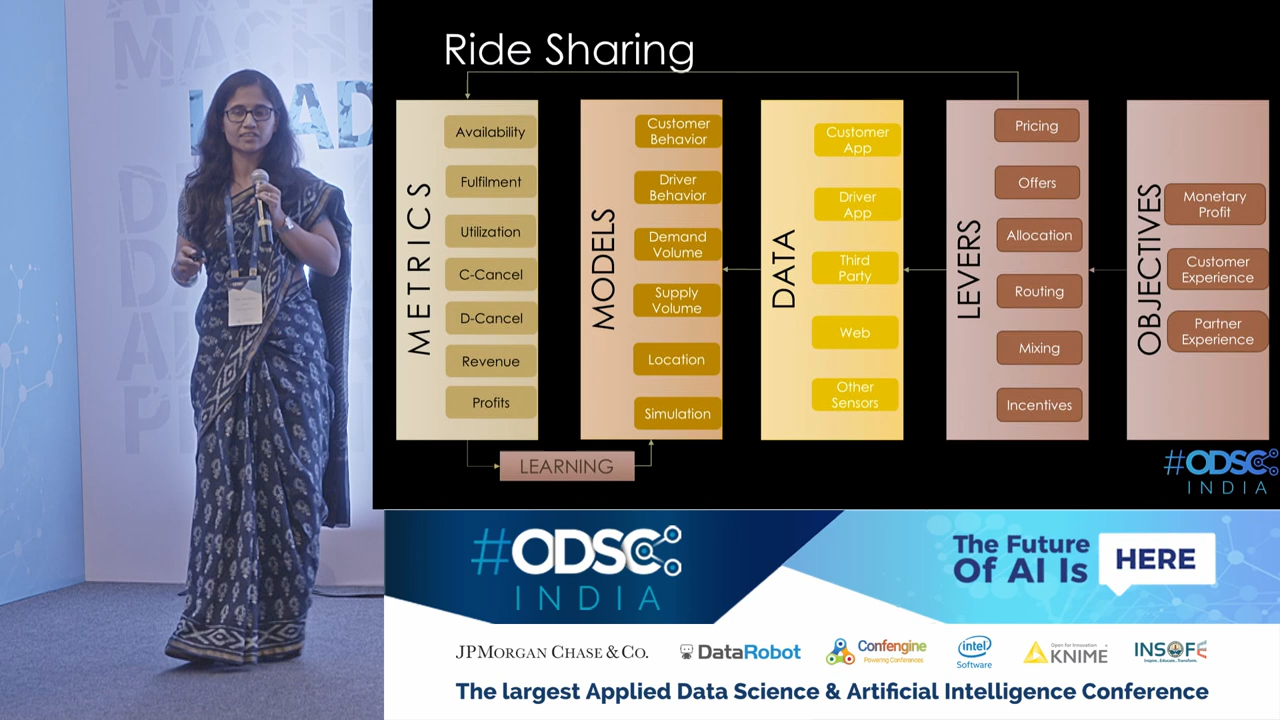 Ride Sharing
METRICS
Availability
Fulfilment
Utilization
C-Cancel
D-Cancel
Revenue
Profits
MODELS
Customer
Behavior
Driver
Behavior
Demand
Volume
Supply
Volume
Location
Simulation
LEARNING
DATA
Customer
App
Driver
App
Third
Party
Web
Other
Sensors
LEVERS
Pricing
Offers
Allocation
Routing
Mixing
Incentives
OBJECTIVES
Monetary
Profit
Customer
Experience
Partner
Experience
#ODSC
INDIA
#ODSC
INDIA
The Future
Of AI Is
HERE
JPMORGAN CHASE & CO.
DataRobot
Confengine
Powering Conferences
intel
Software
Open for Innovation
KNIME
INSOFE
Inspire.. Educate.. Transform..
The largest Applied Data Science & Artificial Intelligence Conference